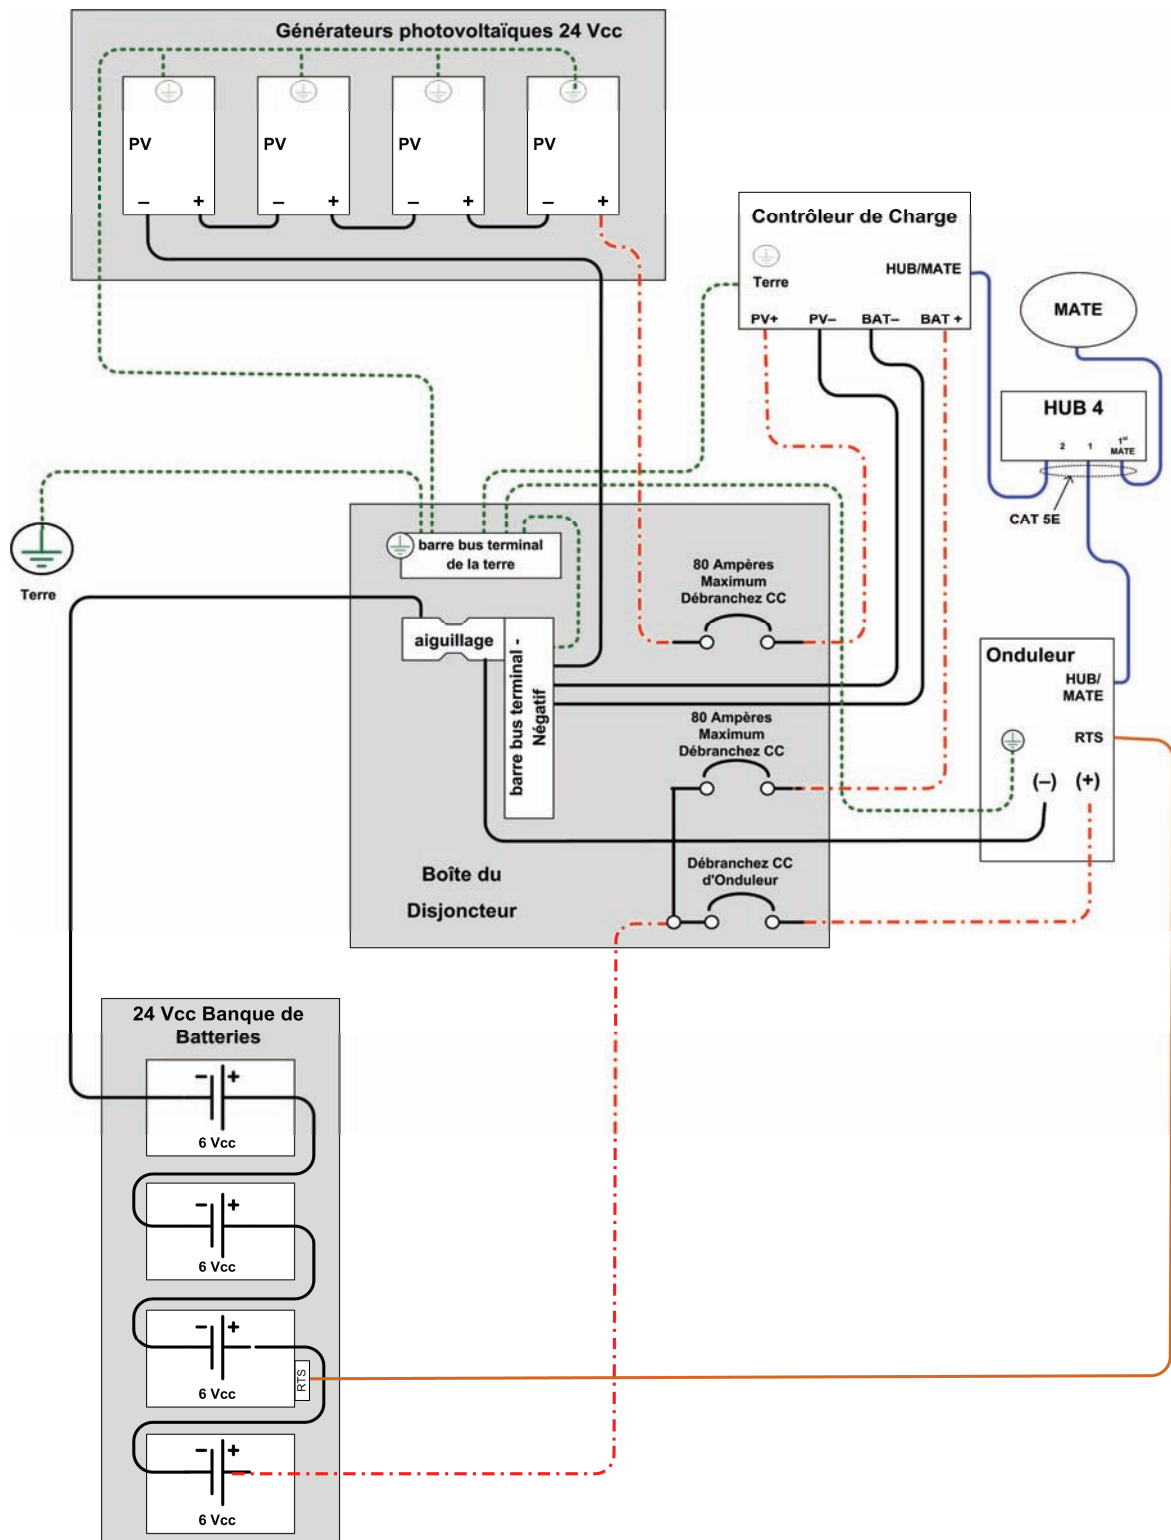 Générateurs photovoltaïques 24 Vcc
PV
PV
PV
PV
– +
– +
– +
– +
Contrôleur de Charge
HUB/MATE
Terre
PV+ PV– BAT– BAT +
MATE
HUB 4
2 1 1st
MATE
CAT 5E
Terre
barre bus terminal
de la terre
aiguillage
barre bus terminal -
Négatif
80 Ampères
Maximum
Débranchez CC
80 Ampères
Maximum
Débranchez CC
Débranchez CC
d'Onduleur
Boîte du
Disjoncteur
Onduleur
HUB/
MATE
RTS
(–) (+)
24 Vcc Banque de
Batteries
– +
6 Vcc
– +
6 Vcc
– +
6 Vcc
RTS
– +
6 Vcc